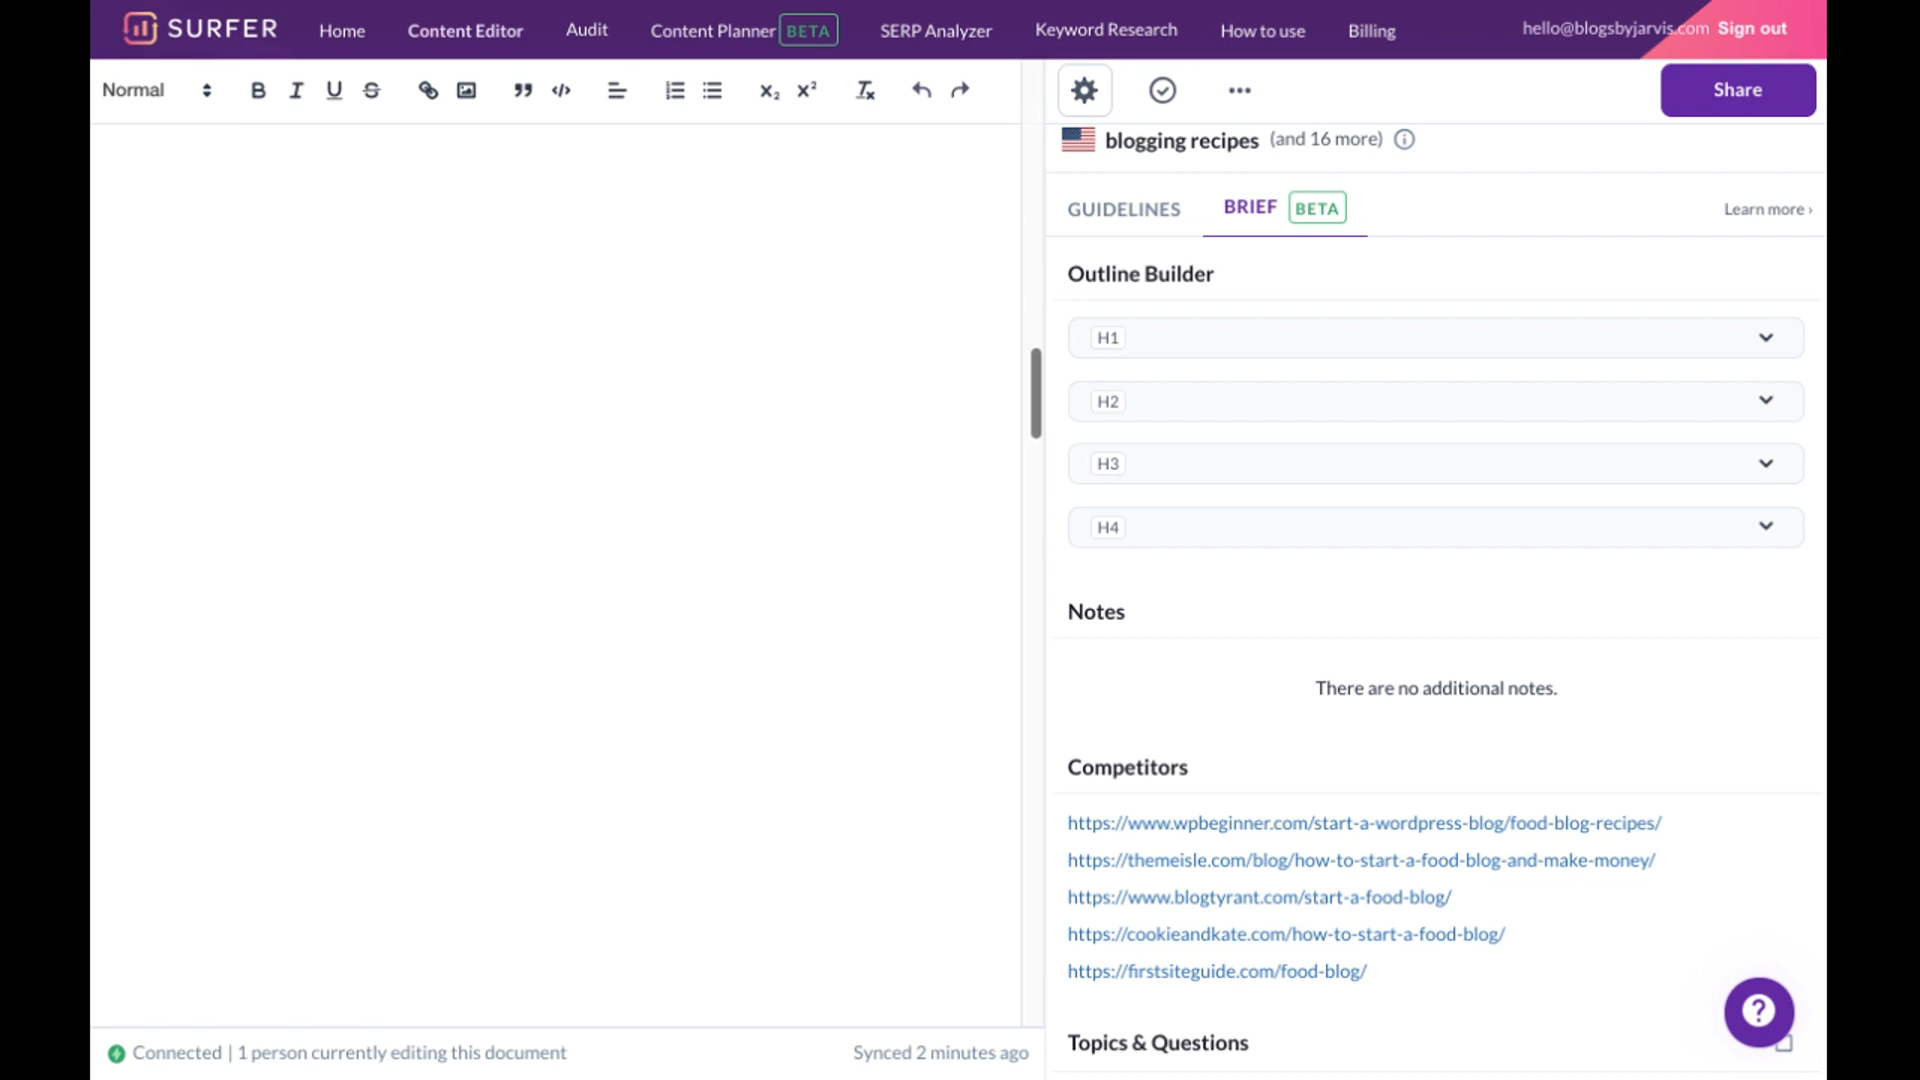 SURFER Home Content Editor Audit Content Planner BETA SERP Analyzer Keyword Research How to use Billing hello@blogsbyjarvis.com Sign out
Normal B I U S X₂ X² Tx Share
blogging recipes (and 16 more)
GUIDELINES BRIEF BETA Learn more ›
Outline Builder
H1
H2
H3
H4
Notes
There are no additional notes.
Competitors
https://www.wpbeginner.com/start-a-wordpress-blog/food-blog-recipes/
https://themeisle.com/blog/how-to-start-a-food-blog-and-make-money/
https://www.blogtyrant.com/start-a-food-blog/
https://cookieandkate.com/how-to-start-a-food-blog/
https://firstsiteguide.com/food-blog/
Topics & Questions
Connected | 1 person currently editing this document Synced 2 minutes ago